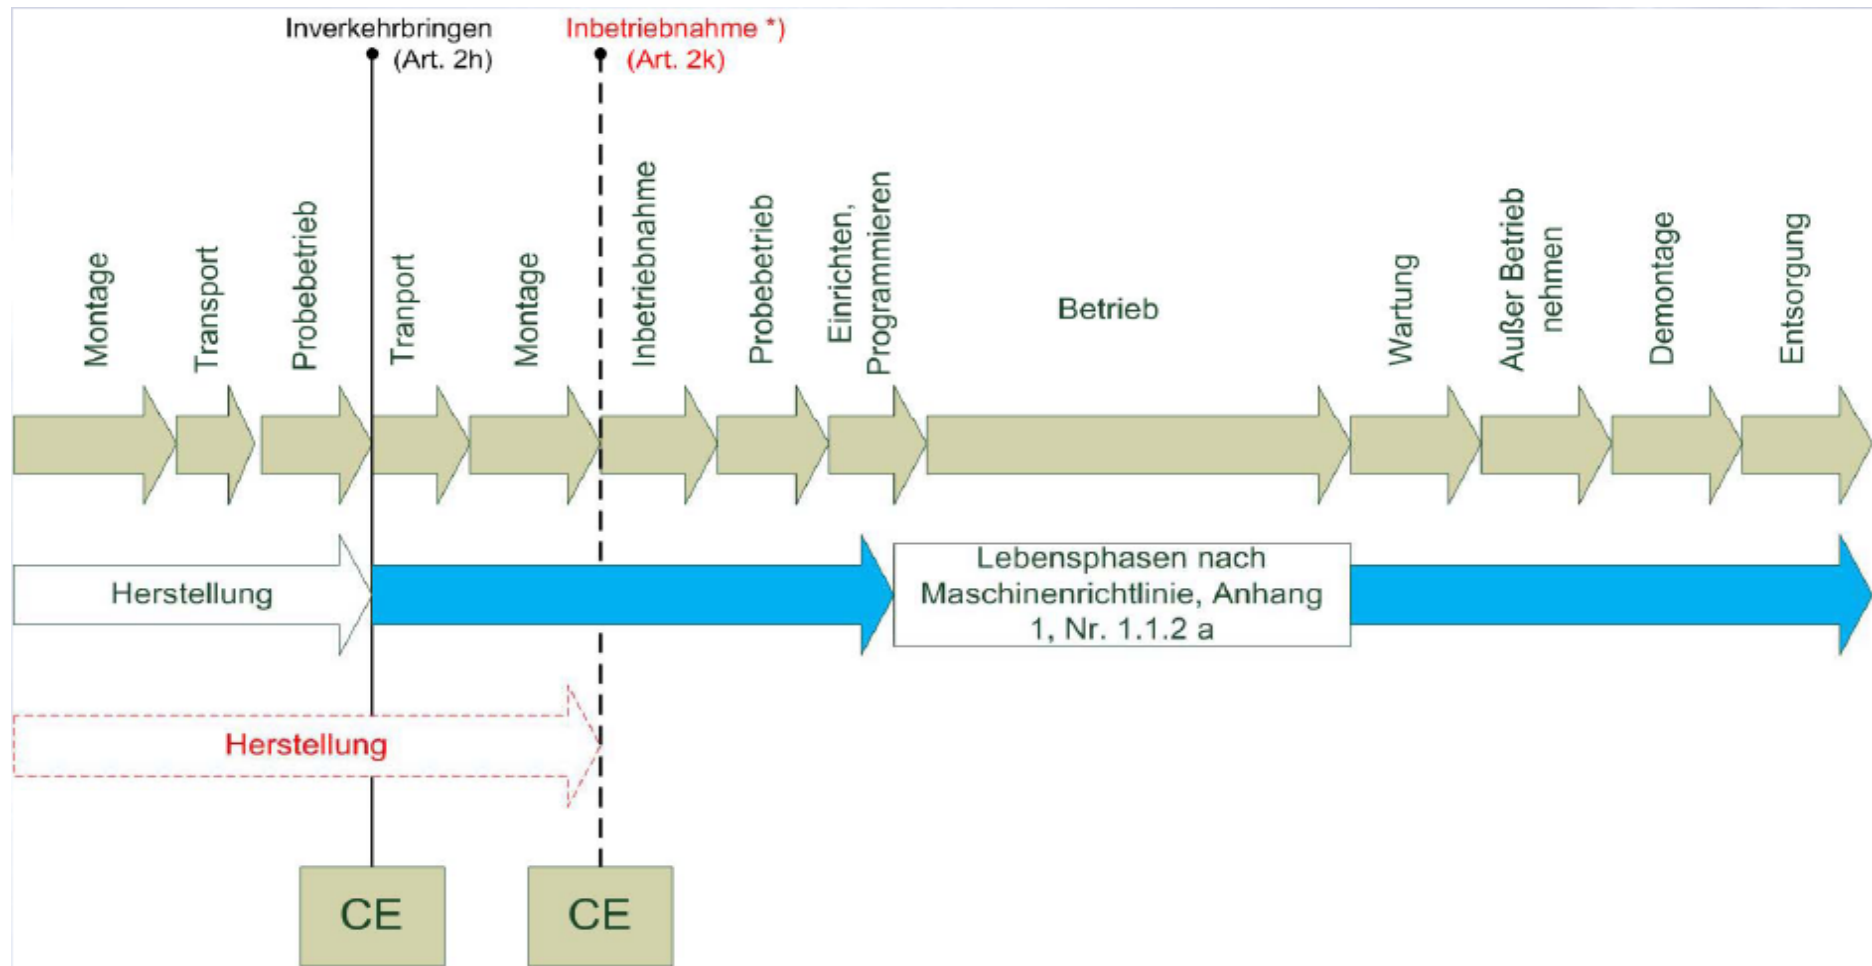 Inverkehrbringen
(Art. 2h)
Inbetriebnahme *)
(Art. 2k)
Montage
Transport
Probebetrieb
Tranport
Montage
Inbetriebnahme
Probebetrieb
Einrichten,
Programmieren
Betrieb
Wartung
Außer Betrieb
nehmen
Demontage
Entsorgung
Herstellung
Lebensphasen nach
Maschinenrichtlinie, Anhang
1, Nr. 1.1.2 a
Herstellung
CE
CE